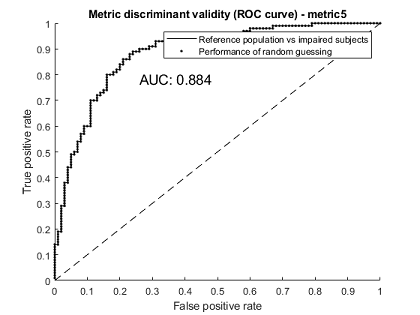 Metric discriminant validity (ROC curve) - metric5
Reference population vs impaired subjects
Performance of random guessing
AUC: 0.884
True positive rate
1
0.9
0.8
0.7
0.6
0.5
0.4
0.3
0.2
0.1
0
0 0.1 0.2 0.3 0.4 0.5 0.6 0.7 0.8 0.9 1
False positive rate